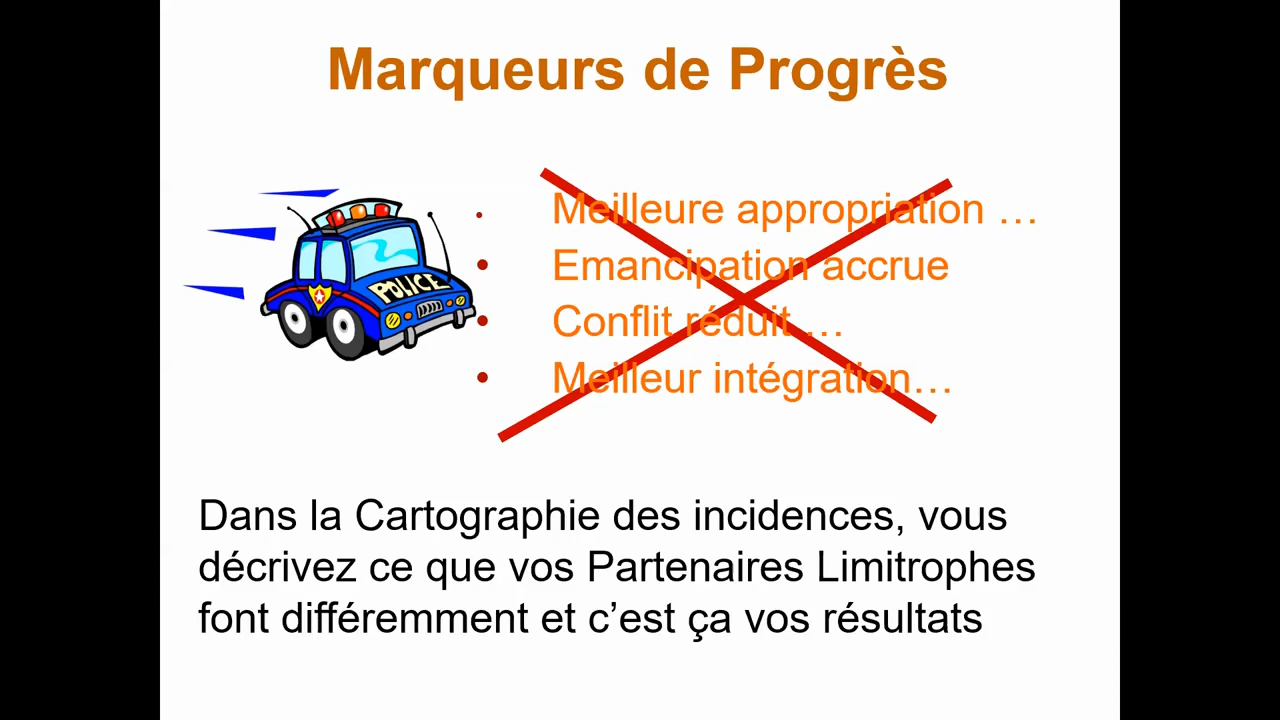 Marqueurs de Progrès
• Meilleure appropriation …
• Emancipation accrue
• Conflit réduit …
• Meilleur intégration…
POLICE
Dans la Cartographie des incidences, vous
décrivez ce que vos Partenaires Limitrophes
font différemment et c’est ça vos résultats